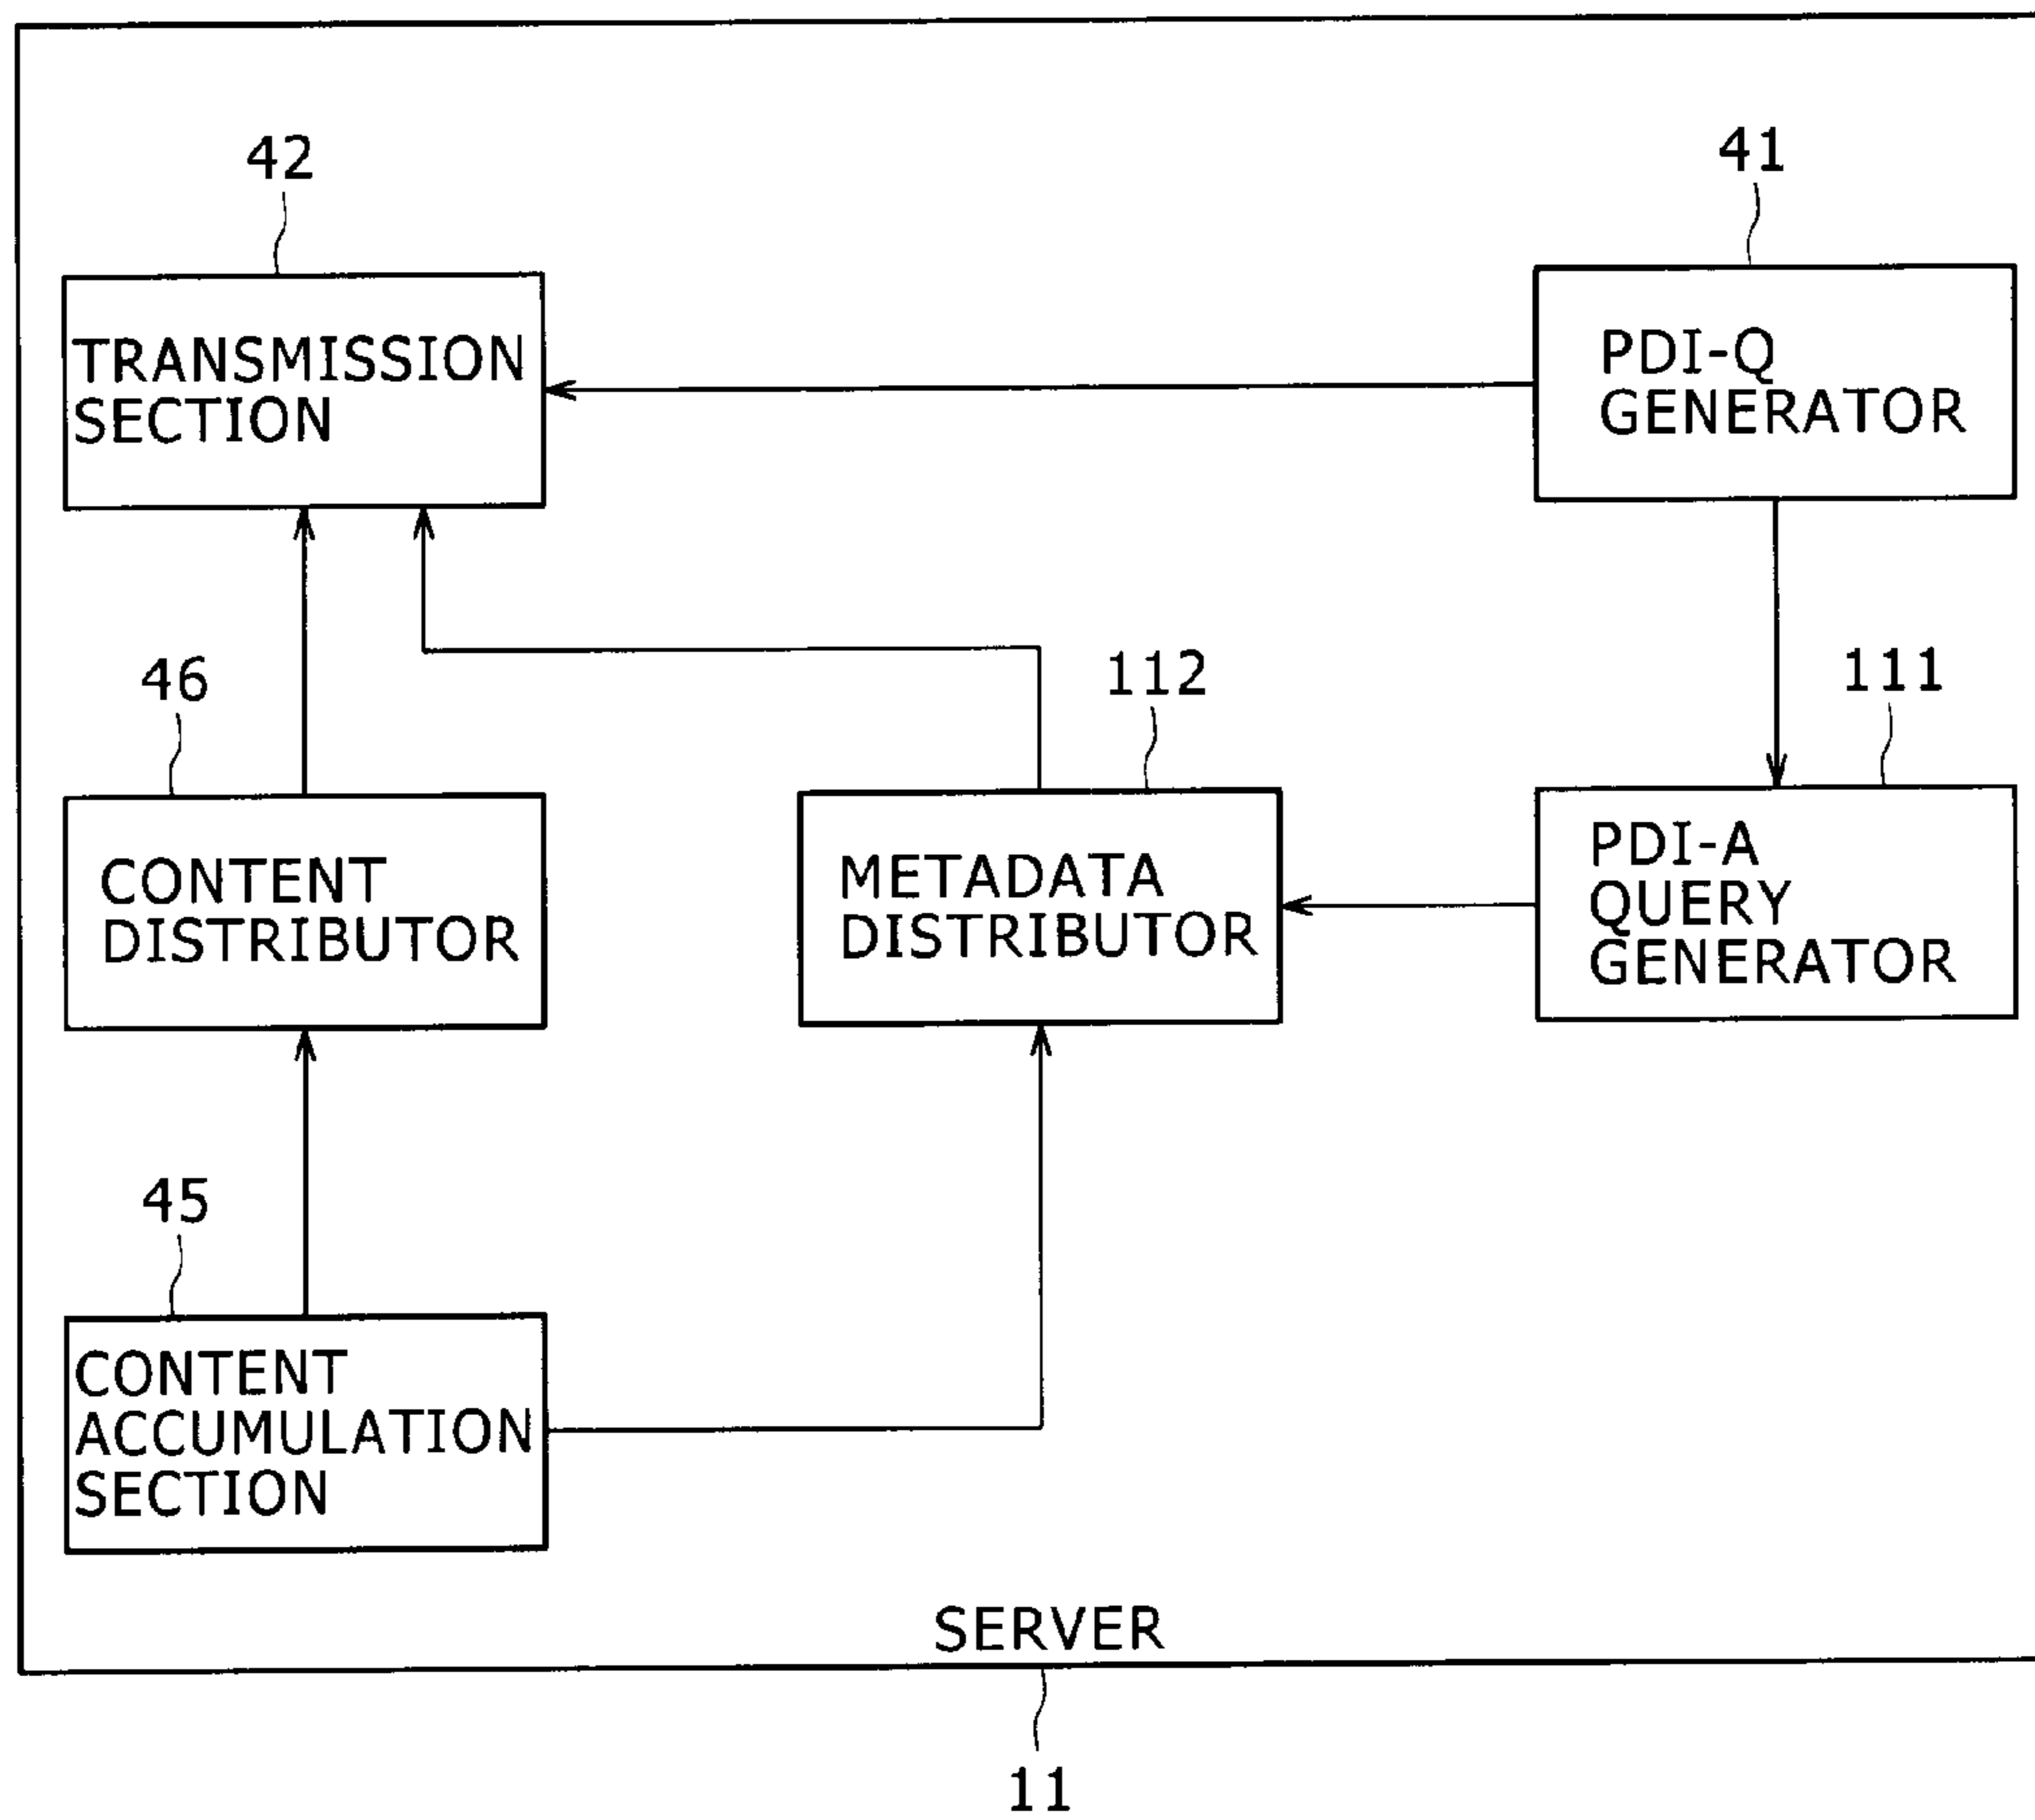 42
41
TRANSMISSION
SECTION
PDI-Q
GENERATOR
46
112
111
CONTENT
DISTRIBUTOR
METADATA
DISTRIBUTOR
PDI-A
QUERY
GENERATOR
45
CONTENT
ACCUMULATION
SECTION
SERVER
11